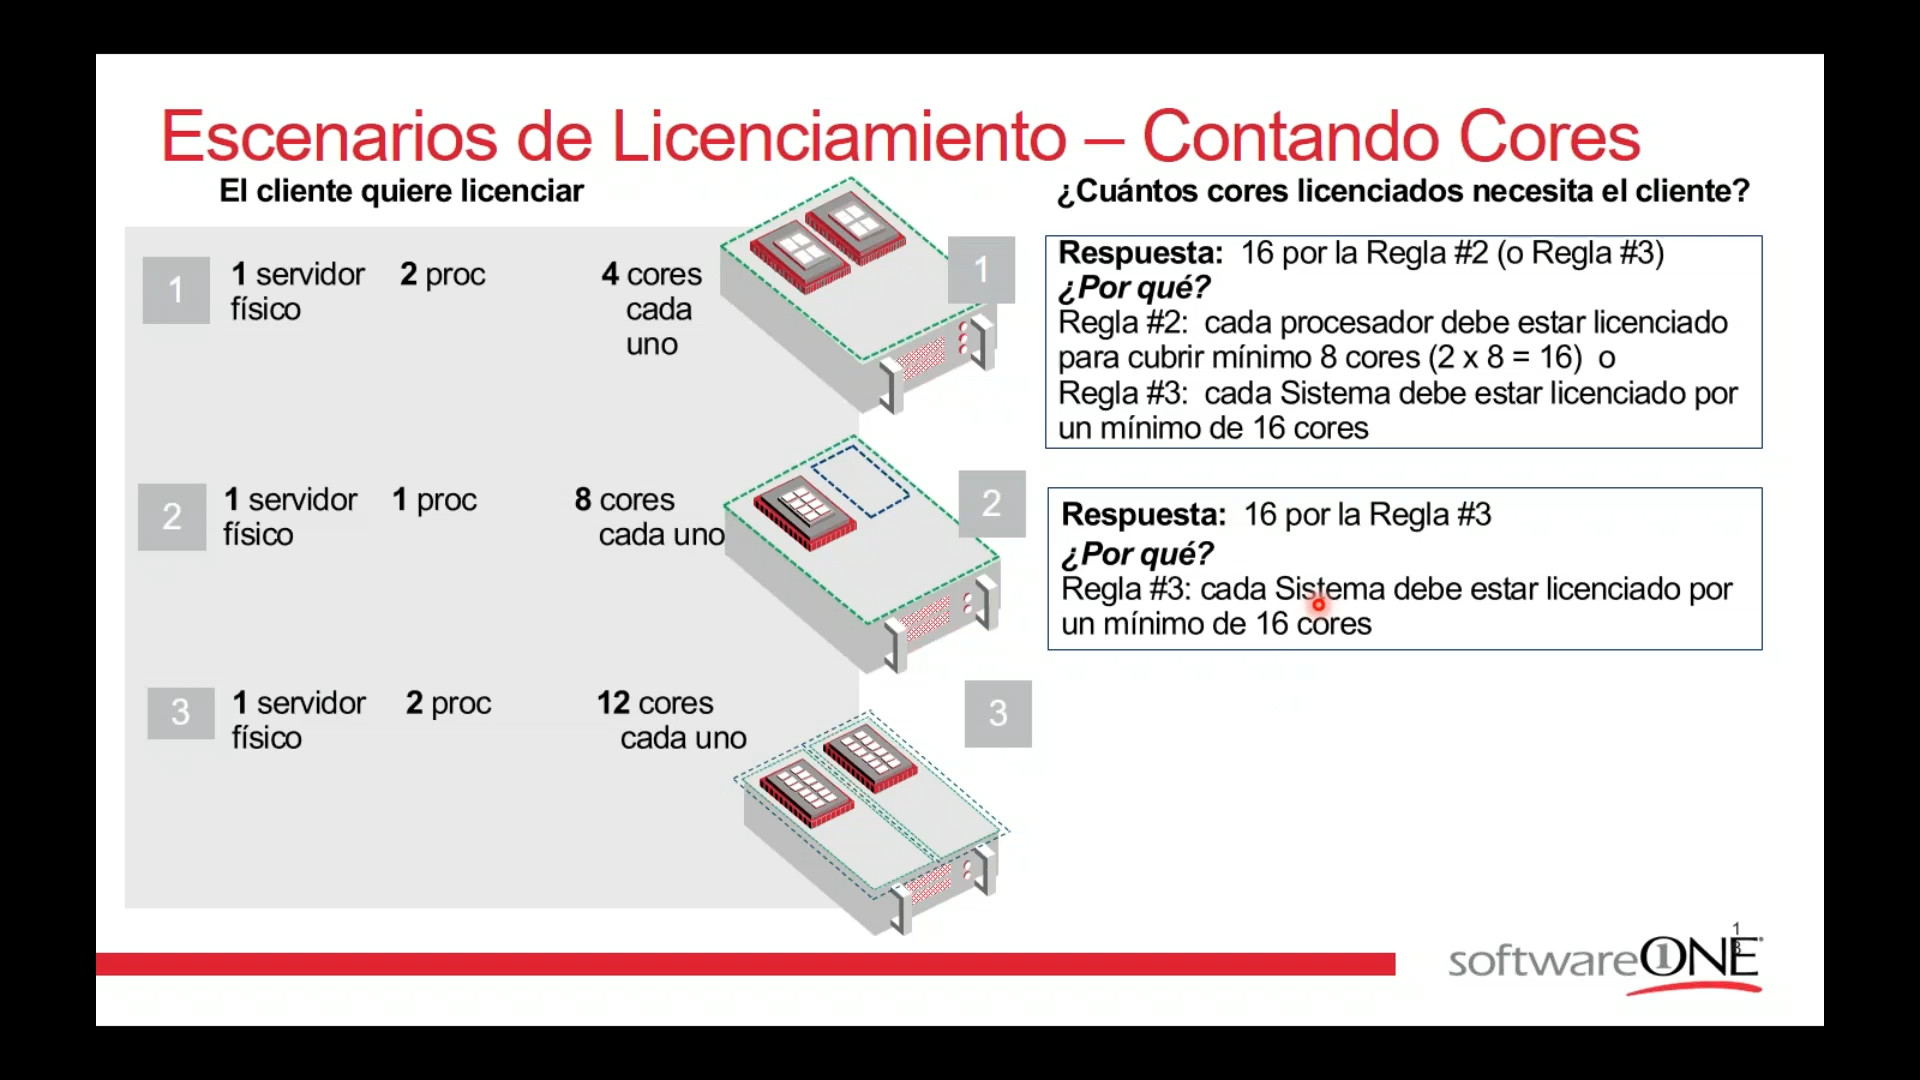 Escenarios de Licenciamiento – Contando Cores
El cliente quiere licenciar
¿Cuántos cores licenciados necesita el cliente?
1
1 servidor físico
2 proc
4 cores
cada
uno
1
Respuesta: 16 por la Regla #2 (o Regla #3)
¿Por qué?
Regla #2: cada procesador debe estar licenciado
para cubrir mínimo 8 cores (2 x 8 = 16) o
Regla #3: cada Sistema debe estar licenciado por
un mínimo de 16 cores
2
1 servidor
físico
1 proc
8 cores
cada uno
2
Respuesta: 16 por la Regla #3
¿Por qué?
Regla #3: cada Sistema debe estar licenciado por
un mínimo de 16 cores
3
1 servidor
físico
2 proc
12 cores
cada uno
3
1
3
softwareONE